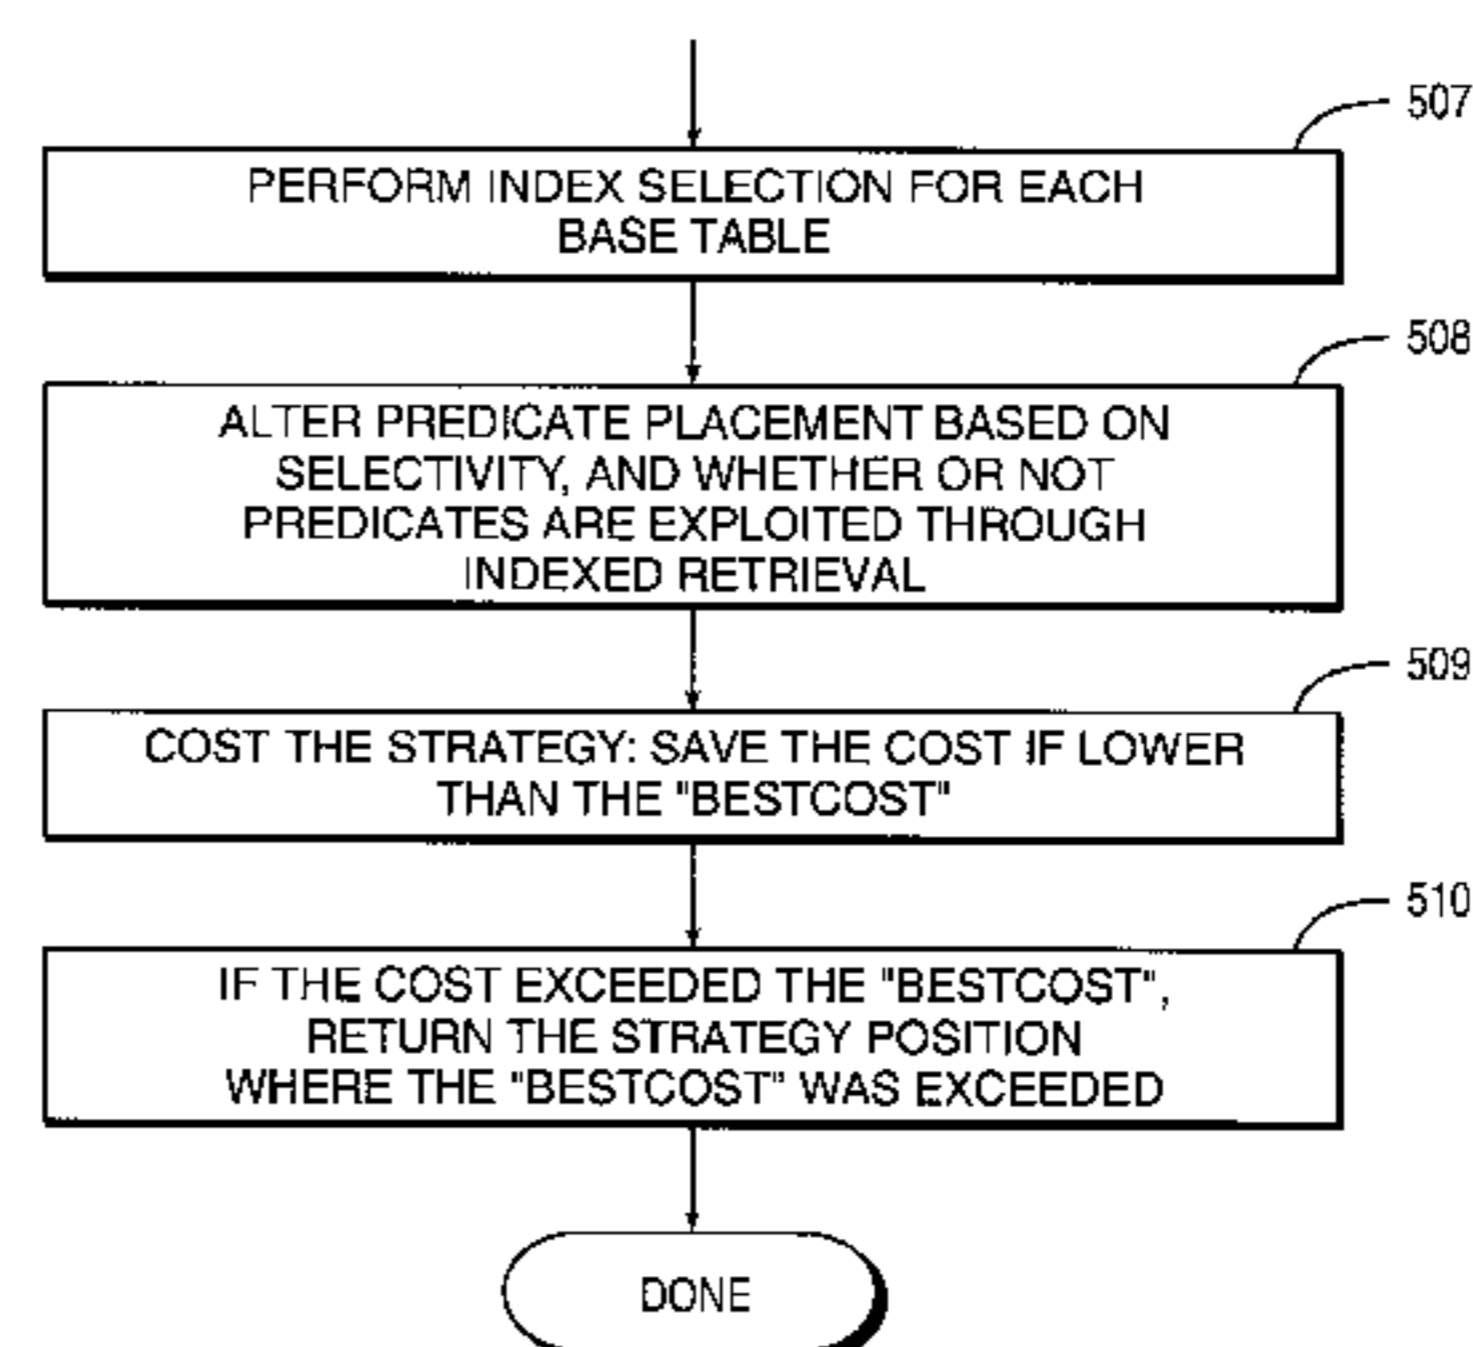 507
PERFORM INDEX SELECTION FOR EACH
BASE TABLE
508
ALTER PREDICATE PLACEMENT BASED ON
SELECTIVITY, AND WHETHER OR NOT
PREDICATES ARE EXPLOITED THROUGH
INDEXED RETRIEVAL
509
COST THE STRATEGY: SAVE THE COST IF LOWER
THAN THE "BESTCOST"
510
IF THE COST EXCEEDED THE "BESTCOST",
RETURN THE STRATEGY POSITION
WHERE THE "BESTCOST" WAS EXCEEDED
DONE